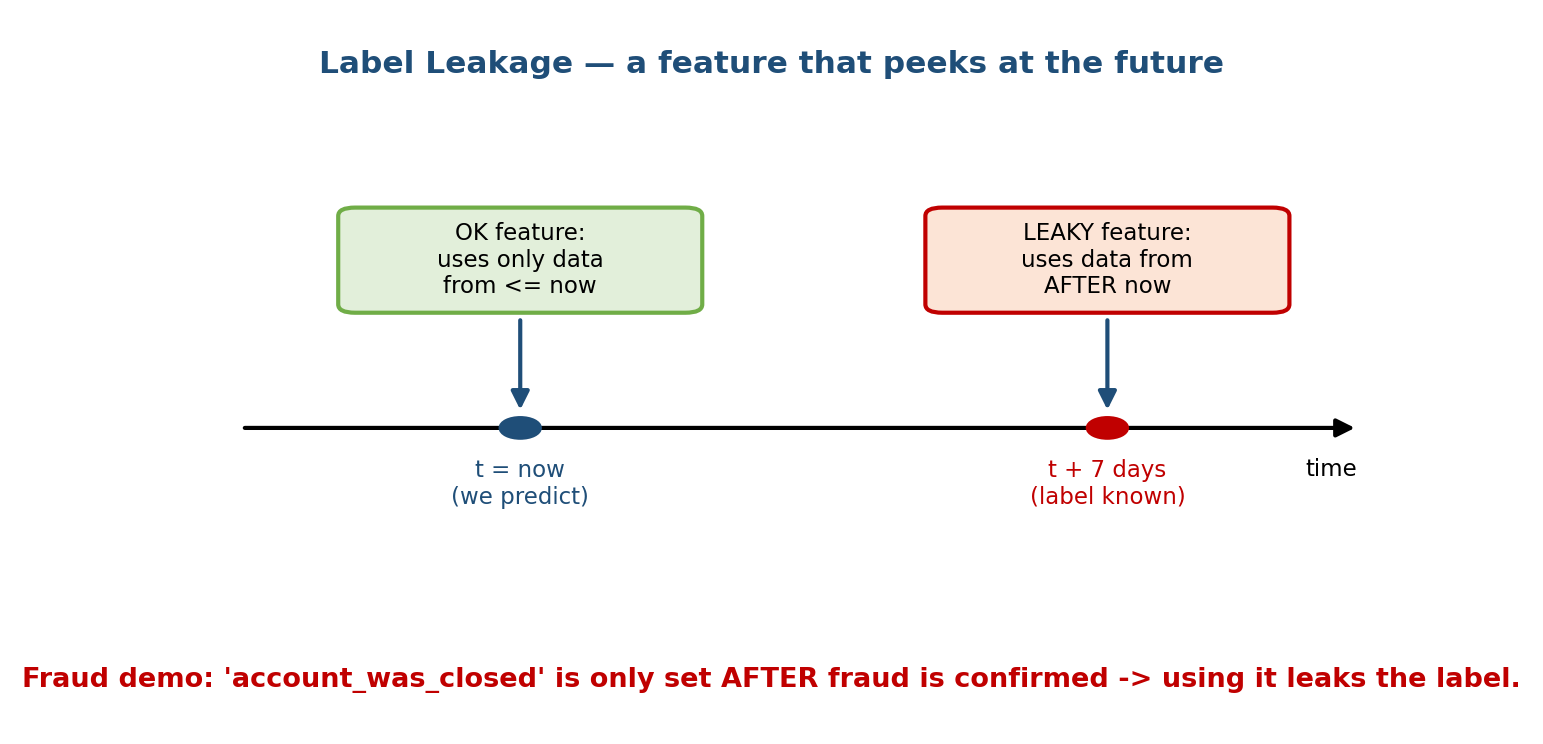 Label Leakage — a feature that peeks at the future
OK feature:
uses only data
from <= now
LEAKY feature:
uses data from
AFTER now
t = now
(we predict)
t + 7 days
(label known)
time
Fraud demo: 'account_was_closed' is only set AFTER fraud is confirmed -> using it leaks the label.